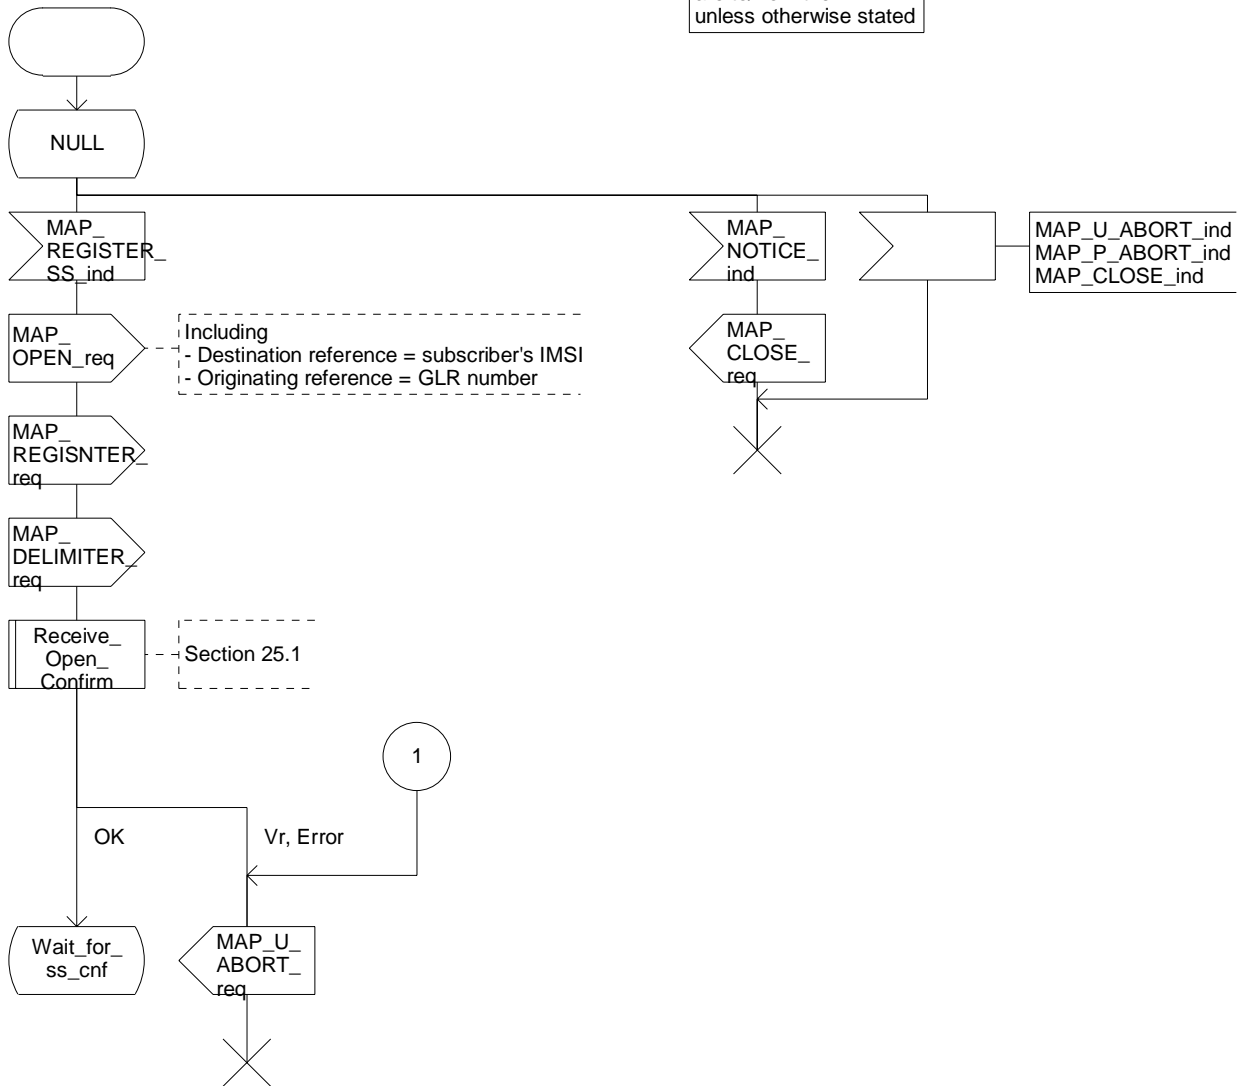 unless otherwise stated
NULL
MAP_
REGISTER_
SS_ind
MAP_
NOTICE_
ind
MAP_U_ABORT_ind
MAP_P_ABORT_ind
MAP_CLOSE_ind
MAP_
OPEN_req
Including
- Destination reference = subscriber's IMSI
- Originating reference = GLR number
MAP_
CLOSE_
req
MAP_
REGISNTER_
req
MAP_
DELIMITER_
req
Receive_
Open_
Confirm
Section 25.1
1
OK
Vr, Error
Wait_for_
ss_cnf
MAP_U_
ABORT_
req